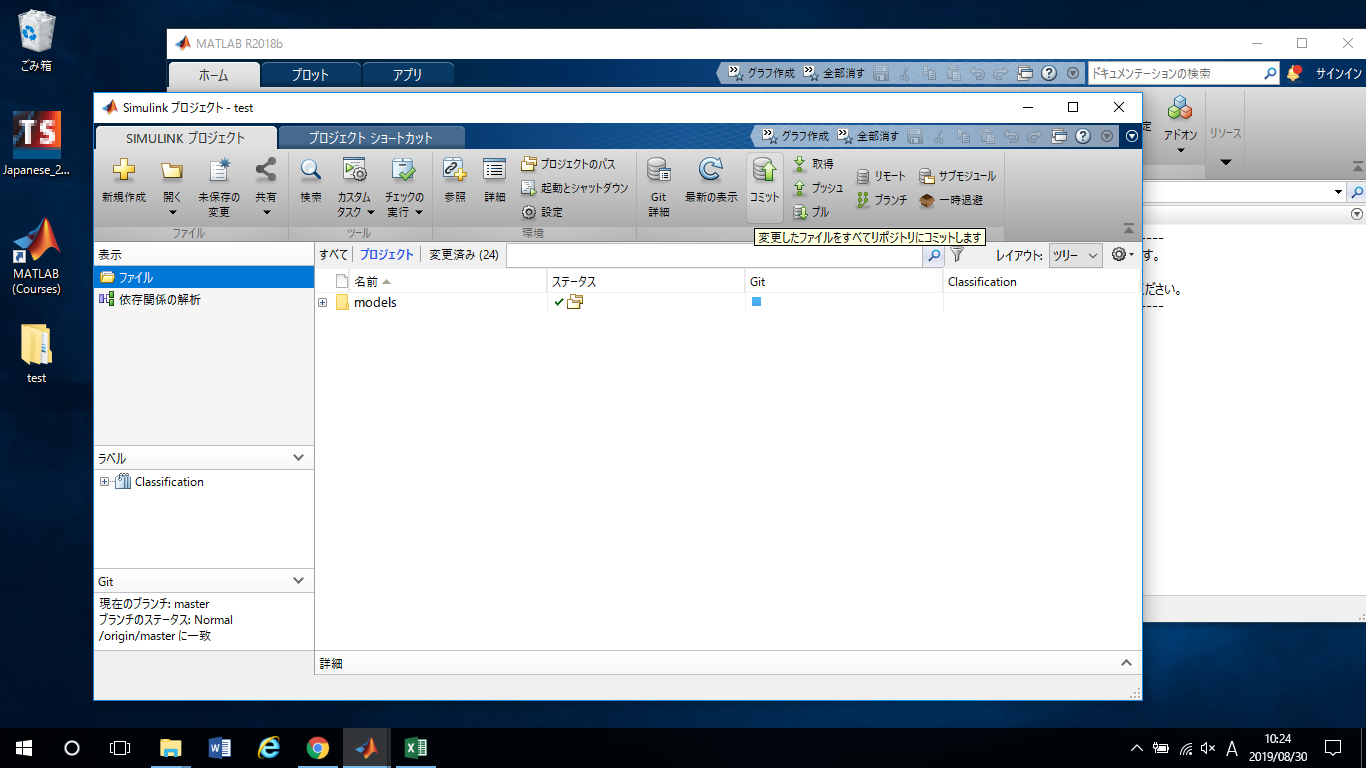 ごみ箱
Japanese_2...
MATLAB
(Courses)
test
MATLAB R2018b
ホーム
プロット
アプリ
グラフ作成
全部消す
ドキュメンテーションの検索
サインイン
定
アドオン
リソース
Simulink プロジェクト - test
SIMULINK プロジェクト
プロジェクト ショートカット
グラフ作成
全部消す
新規作成
開く
未保存の
変更
共有
ファイル
検索
カスタム
タスク
チェックの
実行
ツール
参照
詳細
プロジェクトのパス
起動とシャットダウン
設定
環境
Git
詳細
最新の表示
コミット
取得
プッシュ
プル
リモート
ブランチ
サブモジュール
一時退避
変更したファイルをすべてリポジトリにコミットします
表示
ファイル
依存関係の解析
すべて
プロジェクト
変更済み (24)
レイアウト:
ツリー
名前
ステータス
Git
Classification
models
す。
ださい。
ラベル
Classification
Git
現在のブランチ: master
ブランチのステータス: Normal
/origin/master に一致
詳細
A
10:24
2019/08/30